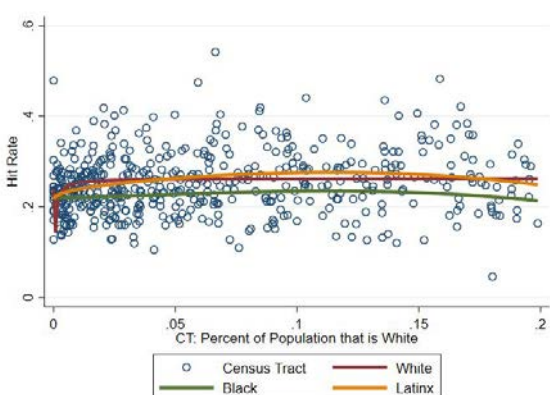 .6
.4
.2
0
Hit Rate
0 .05 .1 .15 .2
CT: Percent of Population that is White
Census Tract White
Black Latinx